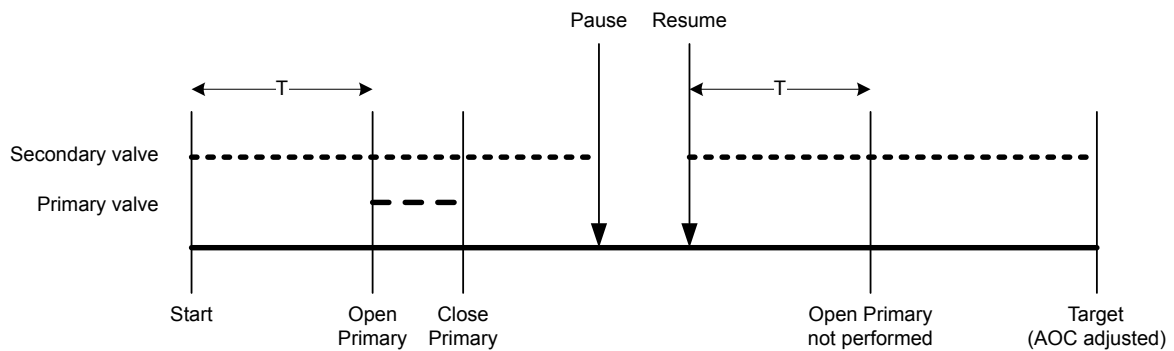 Pause
Resume
T
T
Secondary valve
Primary valve
Start
Open
Primary
Close
Primary
Open Primary
not performed
Target
(AOC adjusted)